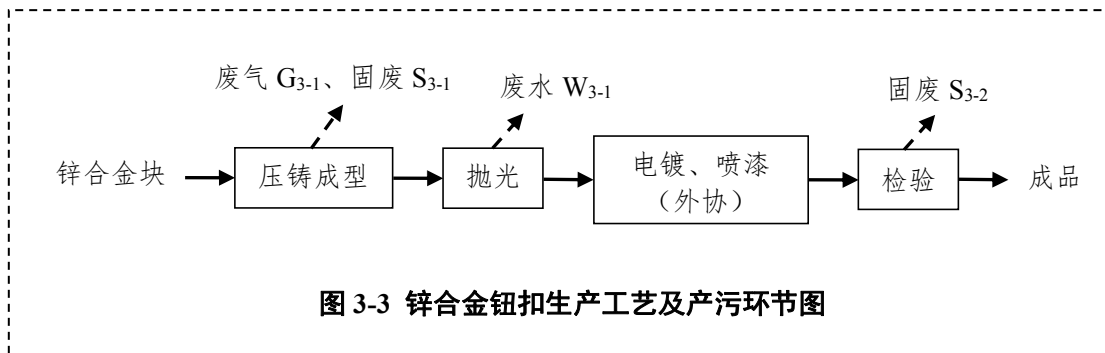 废气 G3-1、固废 S3-1
废水 W3-1
固废 S3-2
锌合金块
压铸成型
抛光
电镀、喷漆
（外协）
检验
成品
图 3-3 锌合金钮扣生产工艺及产污环节图